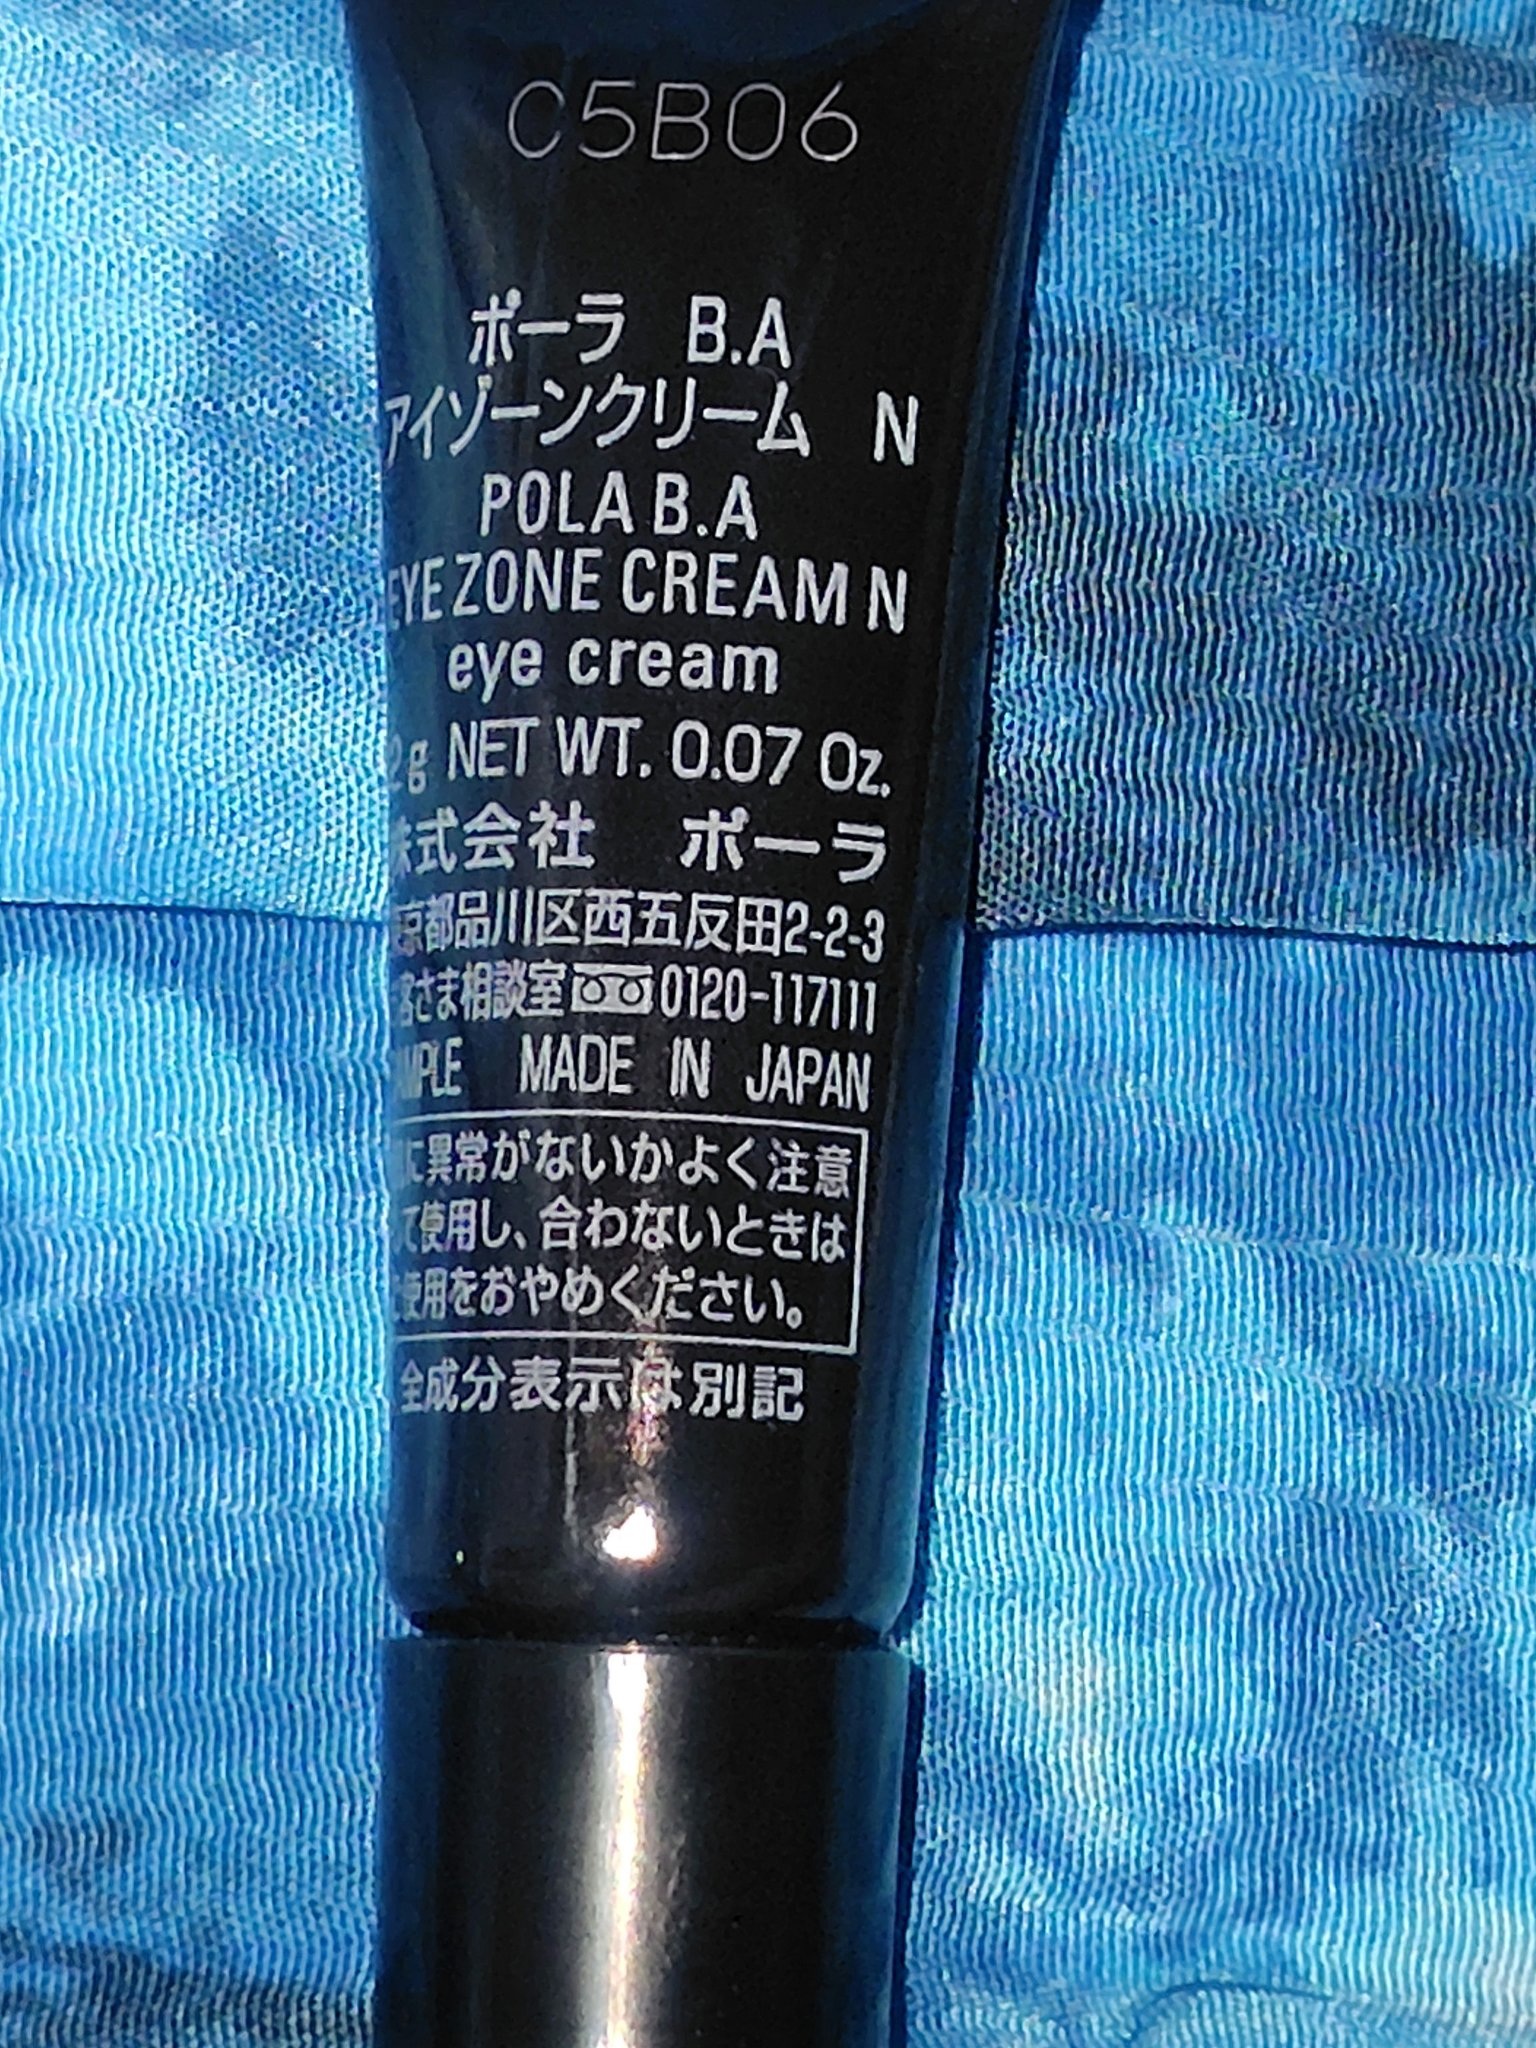 C5B06
ポーラ B.A
アイゾーンクリーム N
POLA B.A
EYE ZONE CREAM N
eye cream
2g NET WT. 0.07 Oz.
株式会社 ポーラ
東京都品川区西五反田2-2-3
客さま相談室 0120-117111
MADE IN JAPAN
に異常がないかよく注意
て使用し、合わないときは
使用をおやめください。
全成分表示は別記